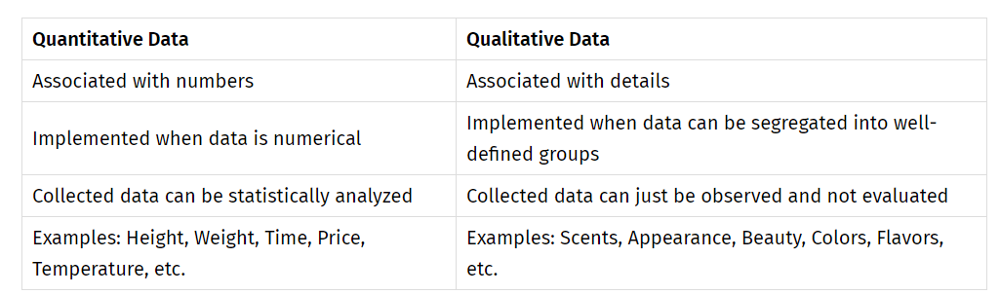 Quantitative Data
Qualitative Data
Associated with numbers
Associated with details
Implemented when data is numerical
Implemented when data can be segregated into well-
defined groups
Collected data can be statistically analyzed
Collected data can just be observed and not evaluated
Examples: Height, Weight, Time, Price,
Temperature, etc.
Examples: Scents, Appearance, Beauty, Colors, Flavors,
etc.